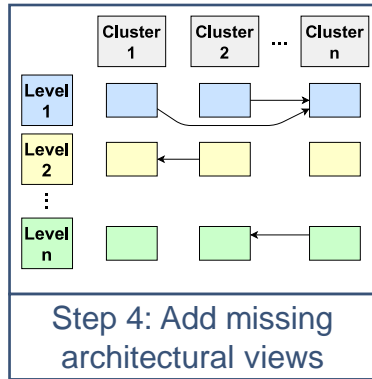 Cluster Cluster ... Cluster
1 2 n
Level
1
Level
2
...
Level
n
Step 4: Add missing
architectural views